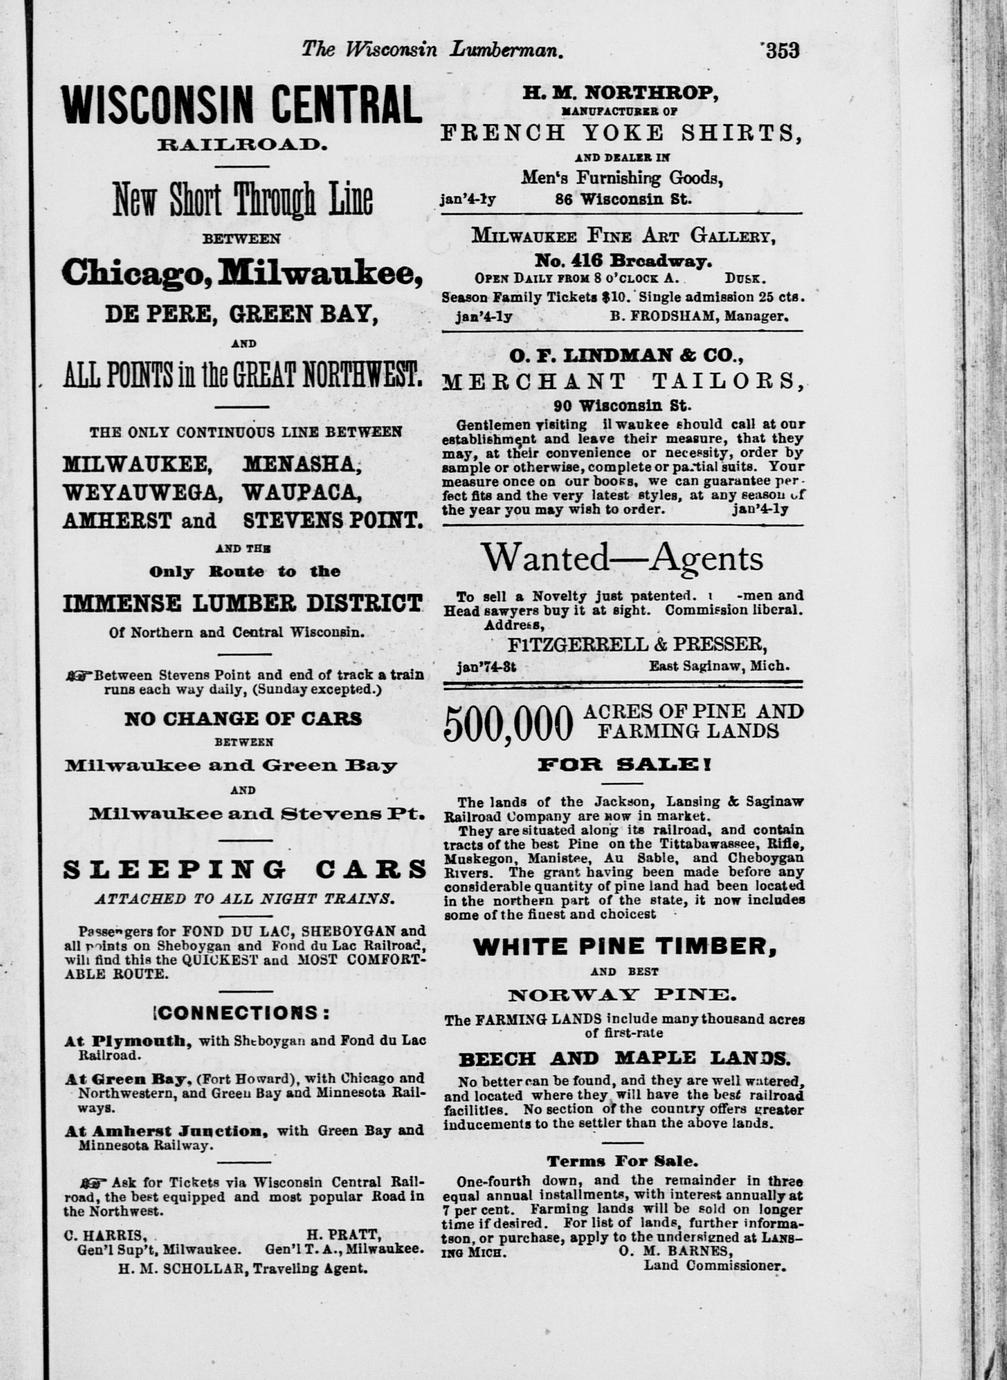 The Wisconsin Lumberman.
353
WISCONSIN CENTRAL
RAILROAD.
New Short Through Line
BETWEEN
Chicago, Milwaukee,
DE PERE, GREEN BAY,
AND
ALL POINTS in the GREAT NORTHWEST.
THE ONLY CONTINUOUS LINE BETWEEN
MILWAUKEE, MENASHA,
WEYAUWEGA, WAUPACA,
AMHERST and STEVENS POINT.
AND THE
Only Route to the
IMMENSE LUMBER DISTRICT
Of Northern and Central Wisconsin.
☞Between Stevens Point and end of track a train
runs each way daily, (Sunday excepted.)
NO CHANGE OF CARS
BETWEEN
Milwaukee and Green Bay
AND
Milwaukee and Stevens Pt.
SLEEPING CARS
ATTACHED TO ALL NIGHT TRAINS.
Passengers for FOND DU LAC, SHEBOYGAN and
all points on Sheboygan and Fond du Lac Railroad,
will find this the QUICKEST and MOST COMFORT-
ABLE ROUTE.
CONNECTIONS:
At Plymouth, with Sheboygan and Fond du Lac
Railroad.
At Green Bay, (Fort Howard), with Chicago and
Northwestern, and Green Bay and Minnesota Rail-
ways.
At Amherst Junction, with Green Bay and
Minnesota Railway.
☞ Ask for Tickets via Wisconsin Central Rail-
road, the best equipped and most popular Road in
the Northwest.
C. HARRIS, H. PRATT,
Gen'l Sup't, Milwaukee. Gen'l T. A., Milwaukee.
H. M. SCHOLLAR, Traveling Agent.
H. M. NORTHROP,
MANUFACTURER OF
FRENCH YOKE SHIRTS,
AND DEALER IN
Men's Furnishing Goods,
jan'4-1y 86 Wisconsin St.
MILWAUKEE FINE ART GALLERY,
No. 416 Broadway.
OPEN DAILY FROM 8 O'CLOCK A. DUSK.
Season Family Tickets $10. Single admission 25 cts.
jan'4-1y B. FRODSHAM, Manager.
O. F. LINDMAN & CO.,
MERCHANT TAILORS,
90 Wisconsin St.
Gentlemen visiting ilwaukee should call at our
establishment and leave their measure, that they
may, at their convenience or necessity, order by
sample or otherwise, complete or partial suits. Your
measure once on our books, we can guarantee per-
fect fits and the very latest styles, at any season of
the year you may wish to order. jan'4-1y
Wanted—Agents
To sell a Novelty just patented. -men and
Head sawyers buy it at sight. Commission liberal.
Address,
FITZGERRELL & PRESSER,
jan'74-3t East Saginaw, Mich.
500,000 ACRES OF PINE AND
FARMING LANDS
FOR SALE!
The lands of the Jackson, Lansing & Saginaw
Railroad Company are now in market.
They are situated along its railroad, and contain
tracts of the best Pine on the Tittabawassee, Rifle,
Muskegon, Manistee, Au Sable, and Cheboygan
Rivers. The grant having been made before any
considerable quantity of pine land had been located
in the northern part of the state, it now includes
some of the finest and choicest
WHITE PINE TIMBER,
AND BEST
NORWAY PINE.
The FARMING LANDS include many thousand acres
of first-rate
BEECH AND MAPLE LANDS.
No better can be found, and they are well watered,
and located where they will have the best railroad
facilities. No section of the country offers greater
inducements to the settler than the above lands.
Terms For Sale.
One-fourth down, and the remainder in three
equal annual installments, with interest annually at
7 per cent. Farming lands will be sold on longer
time if desired. For list of lands, further informa-
tson, or purchase, apply to the undersigned at LANS-
ING MICH. O. M. BARNES,
Land Commissioner.